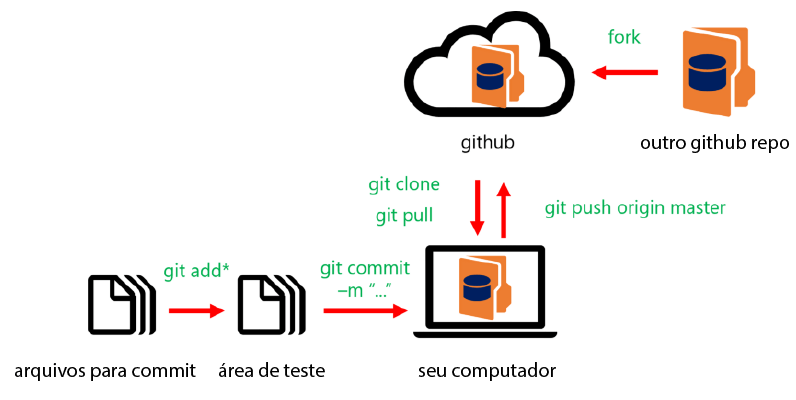 fork
github
outro github repo
git clone
git pull
git push origin master
git add*
git commit
–m “...”
arquivos para commit
área de teste
seu computador